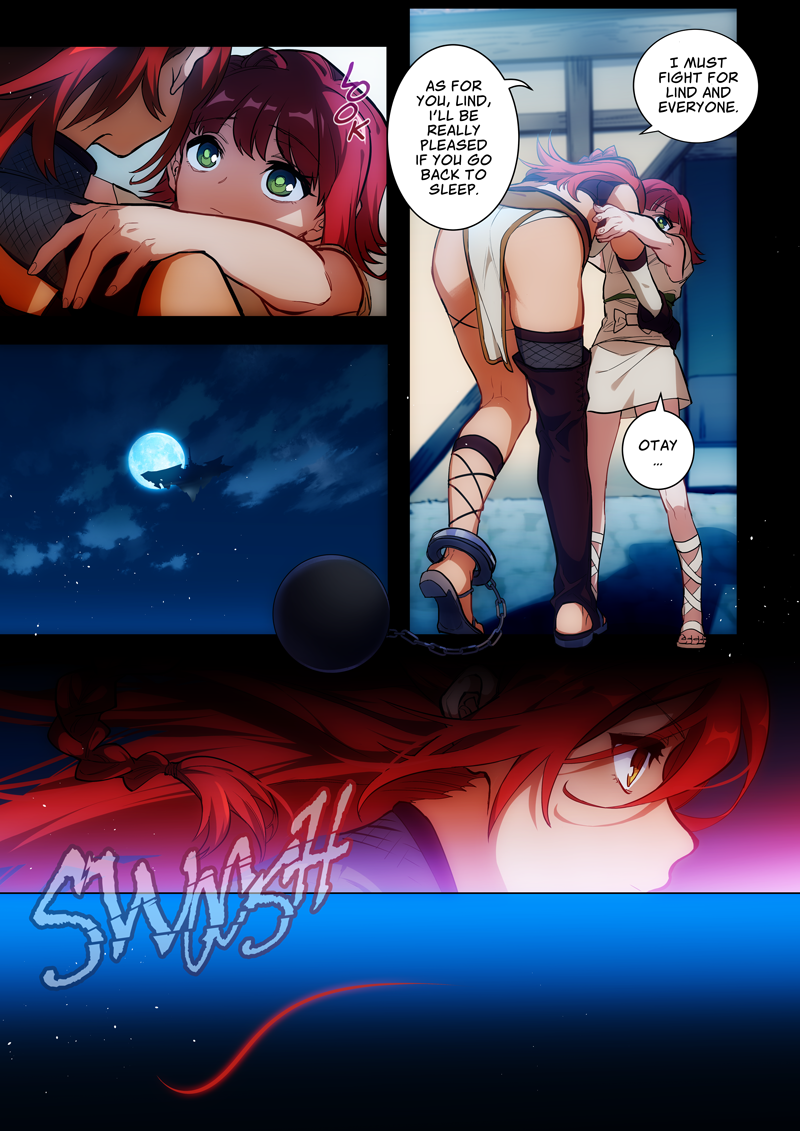 LOOK
I MUST
FIGHT FOR
LIND AND
EVERYONE.
AS FOR
YOU, LIND,
I'LL BE
REALLY
PLEASED
IF YOU GO
BACK TO
SLEEP.
OTAY
...
SWASH